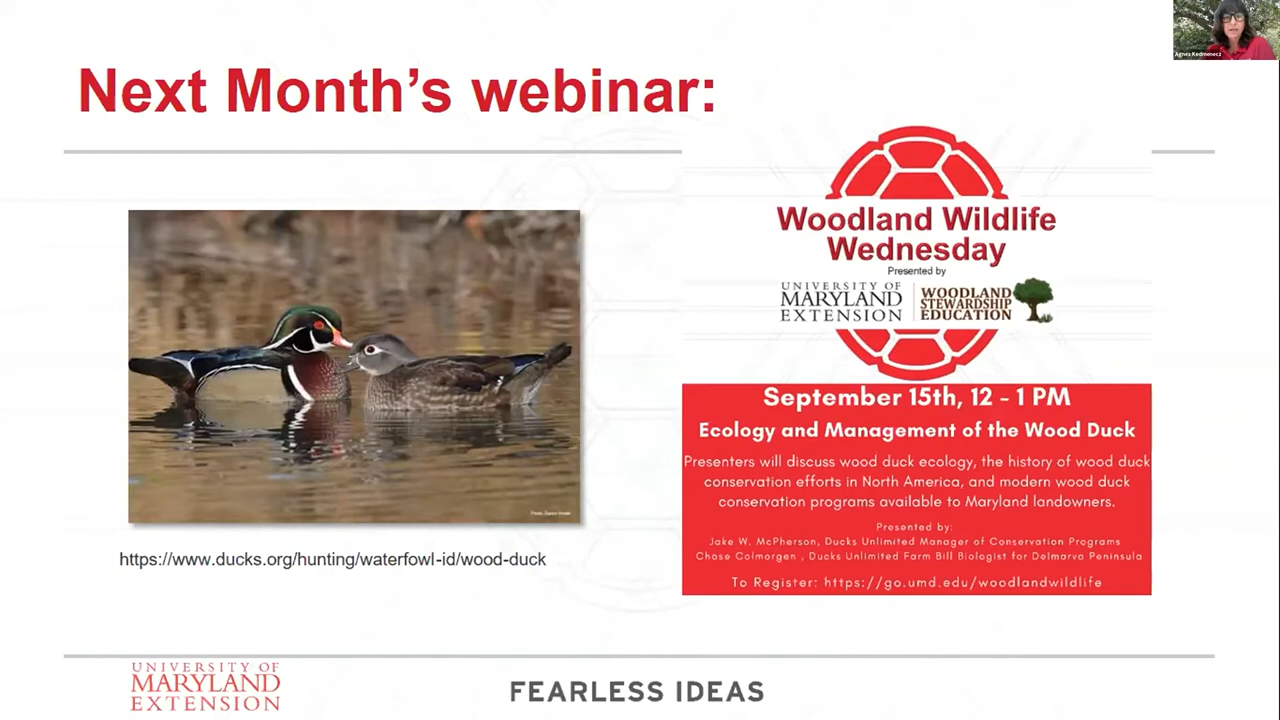 Agnes Kedmenecz
Next Month's webinar:
Woodland Wildlife
Wednesday
Presented by
UNIVERSITY OF
MARYLAND
EXTENSION
WOODLAND
STEWARDSHIP
EDUCATION
September 15th, 12 - 1 PM
Ecology and Management of the Wood Duck
Presenters will discuss wood duck ecology, the history of wood duck
conservation efforts in North America, and modern wood duck
conservation programs available to Maryland landowners.
Presented by:
Jake W. McPherson, Ducks Unlimited Manager of Conservation Programs
Chase Colmorgen , Ducks Unlimited Farm Bill Biologist for Delmarva Peninsula
To Register: https://go.umd.edu/woodlandwildlife
https://www.ducks.org/hunting/waterfowl-id/wood-duck
UNIVERSITY OF
MARYLAND
EXTENSION
FEARLESS IDEAS